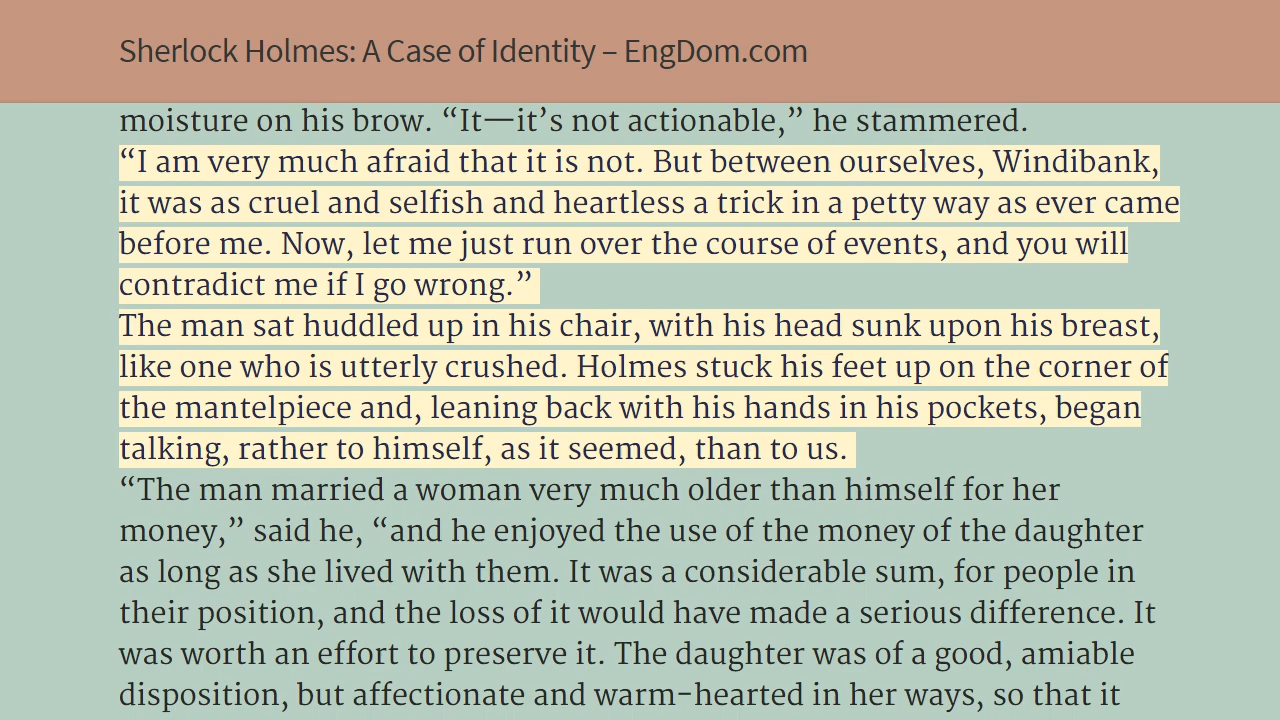 Sherlock Holmes: A Case of Identity – EngDom.com
moisture on his brow. “It—it’s not actionable,” he stammered.
“I am very much afraid that it is not. But between ourselves, Windibank,
it was as cruel and selfish and heartless a trick in a petty way as ever came
before me. Now, let me just run over the course of events, and you will
contradict me if I go wrong.”
The man sat huddled up in his chair, with his head sunk upon his breast,
like one who is utterly crushed. Holmes stuck his feet up on the corner of
the mantelpiece and, leaning back with his hands in his pockets, began
talking, rather to himself, as it seemed, than to us.
“The man married a woman very much older than himself for her
money,” said he, “and he enjoyed the use of the money of the daughter
as long as she lived with them. It was a considerable sum, for people in
their position, and the loss of it would have made a serious difference. It
was worth an effort to preserve it. The daughter was of a good, amiable
disposition, but affectionate and warm-hearted in her ways, so that it